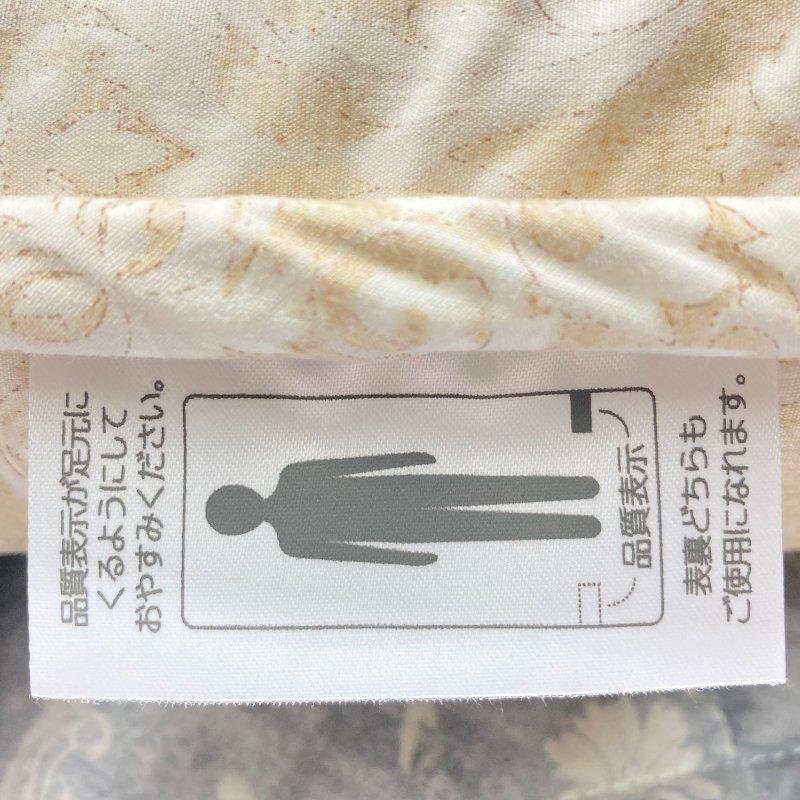 品質表示が足元に
くるようにして
おやすみください。
品質表示
表裏どちらも
ご使用になれます。